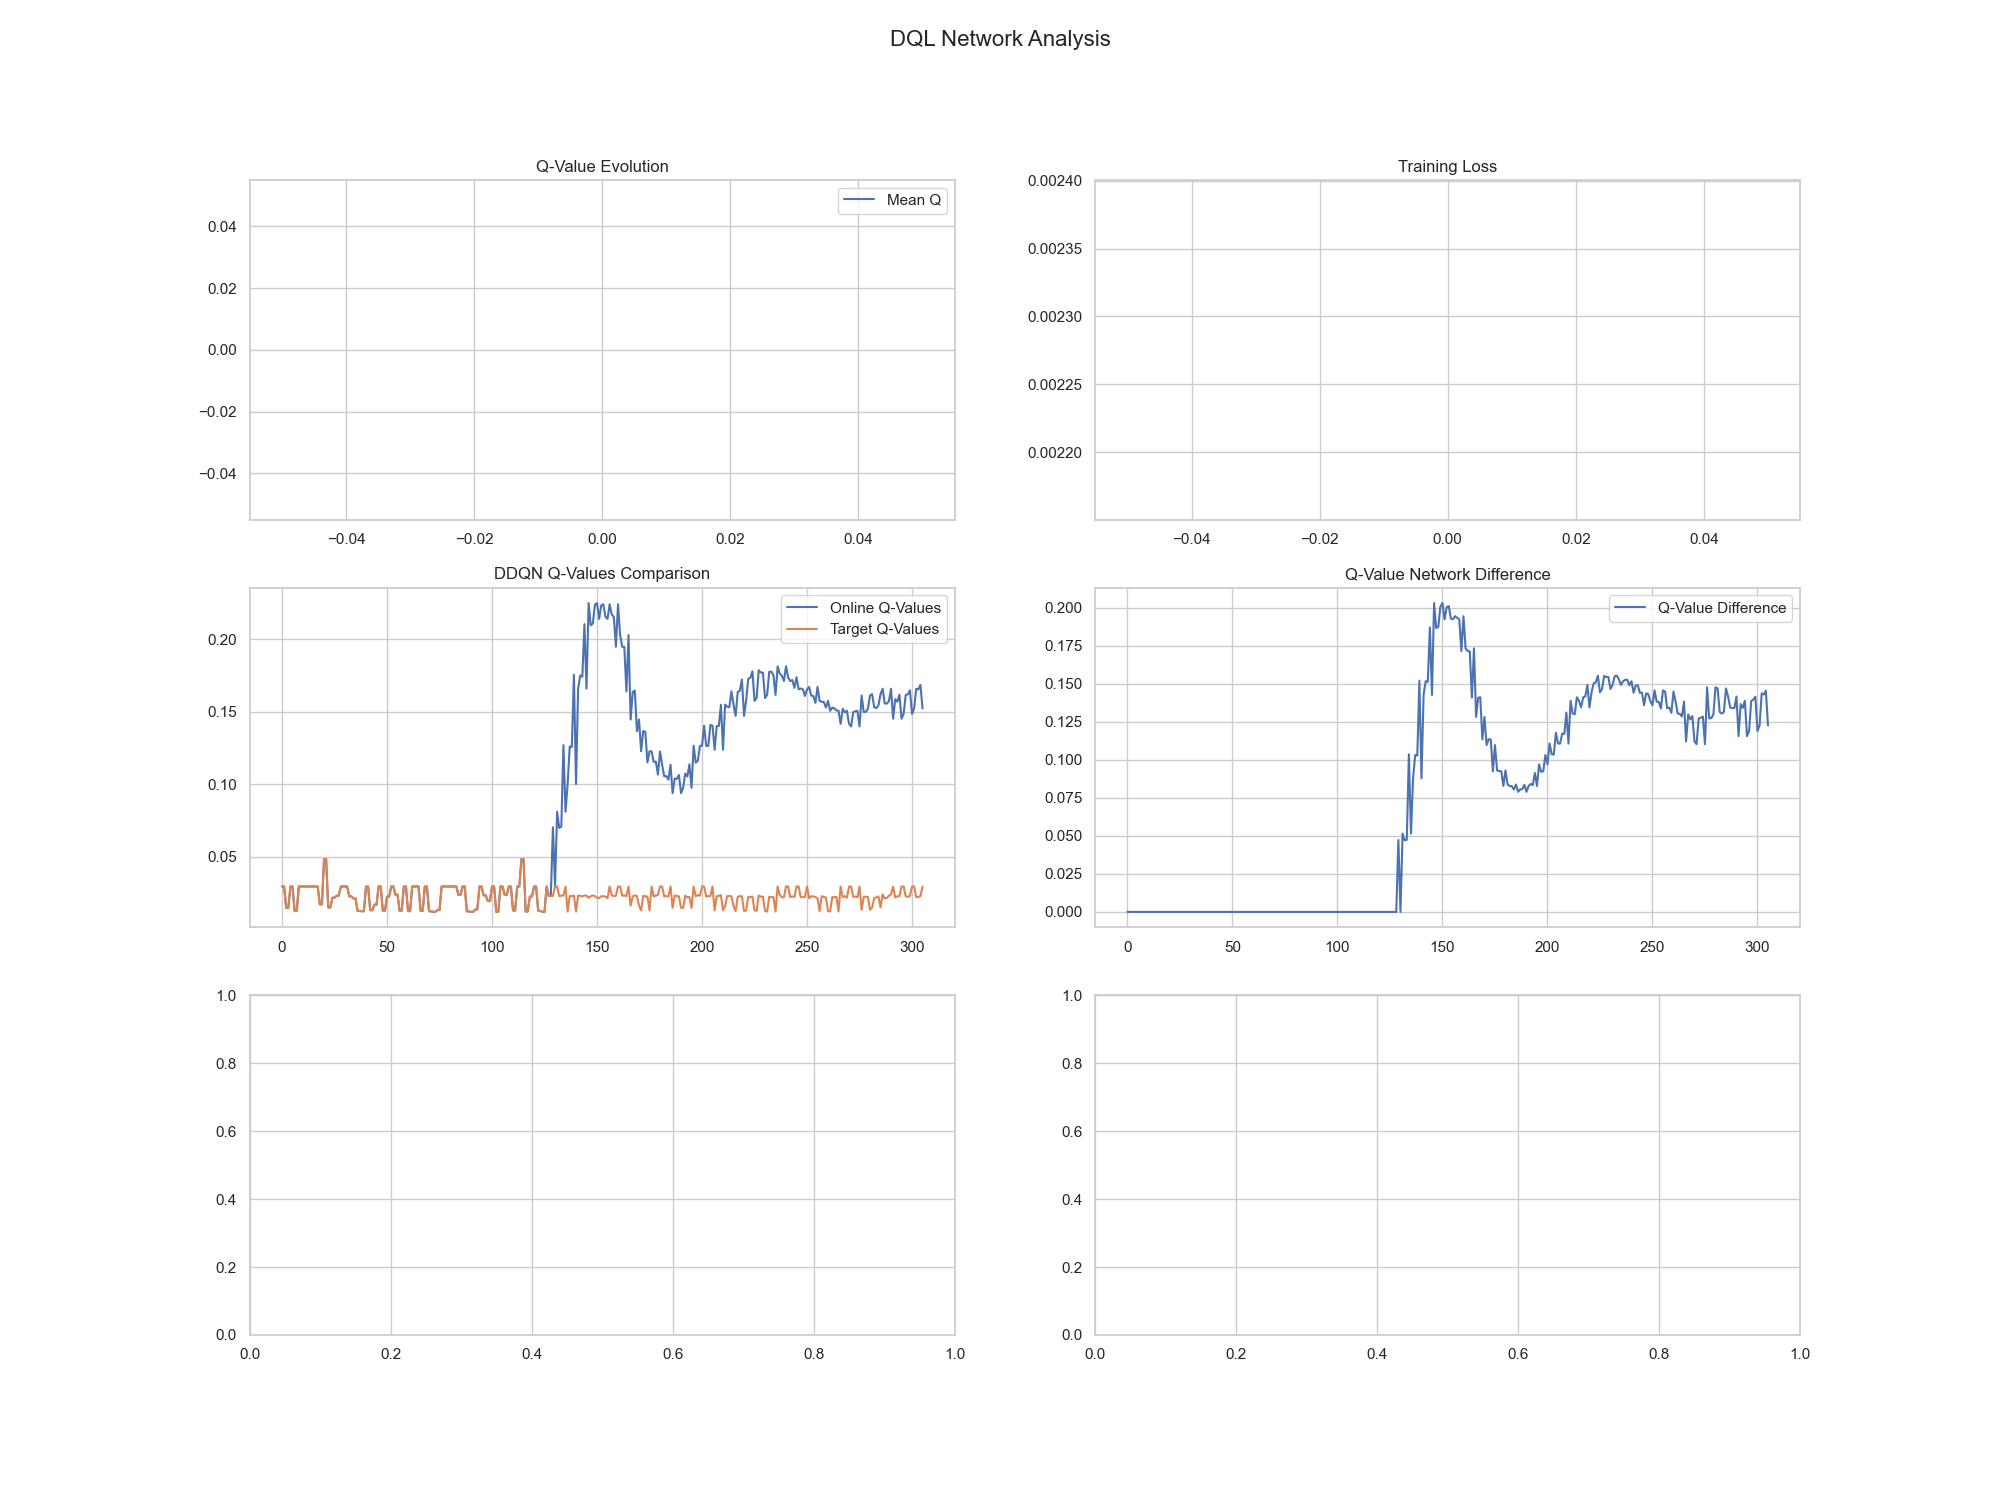 DQL Network Analysis
Q-Value Evolution
Mean Q
0.04
0.02
0.00
−0.02
−0.04
−0.04 −0.02 0.00 0.02 0.04
Training Loss
0.00240
0.00235
0.00230
0.00225
0.00220
−0.04 −0.02 0.00 0.02 0.04
DDQN Q-Values Comparison
Online Q-Values
Target Q-Values
0.20
0.15
0.10
0.05
0 50 100 150 200 250 300
Q-Value Network Difference
Q-Value Difference
0.200
0.175
0.150
0.125
0.100
0.075
0.050
0.025
0.000
0 50 100 150 200 250 300
1.0
0.8
0.6
0.4
0.2
0.0
0.0 0.2 0.4 0.6 0.8 1.0
1.0
0.8
0.6
0.4
0.2
0.0
0.0 0.2 0.4 0.6 0.8 1.0